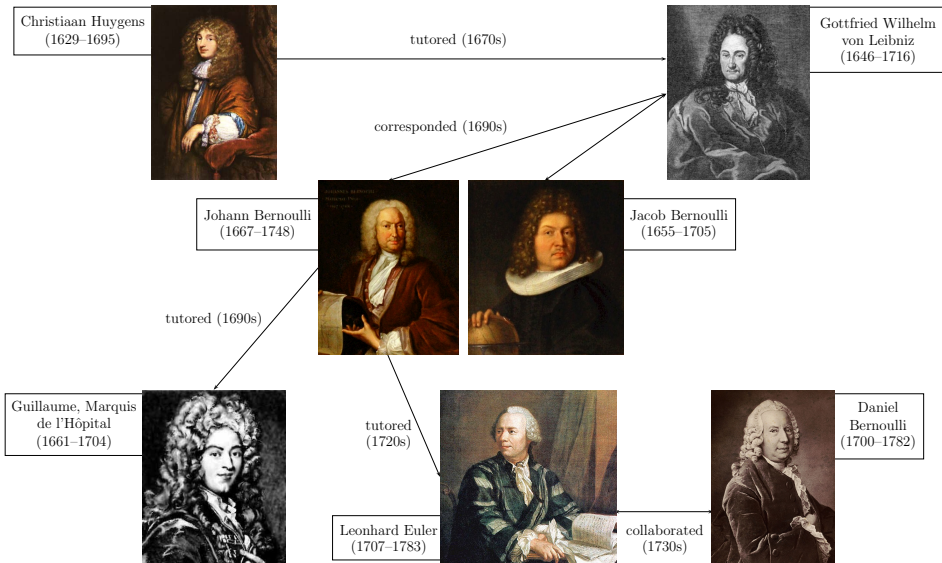 Christiaan Huygens
(1629–1695)
tutored (1670s)
Gottfried Wilhelm
von Leibniz
(1646–1716)
corresponded (1690s)
Johann Bernoulli
(1667–1748)
Jacob Bernoulli
(1655–1705)
tutored (1690s)
Guillaume, Marquis
de l'Hôpital
(1661–1704)
tutored
(1720s)
Daniel
Bernoulli
(1700–1782)
Leonhard Euler
(1707–1783)
collaborated
(1730s)